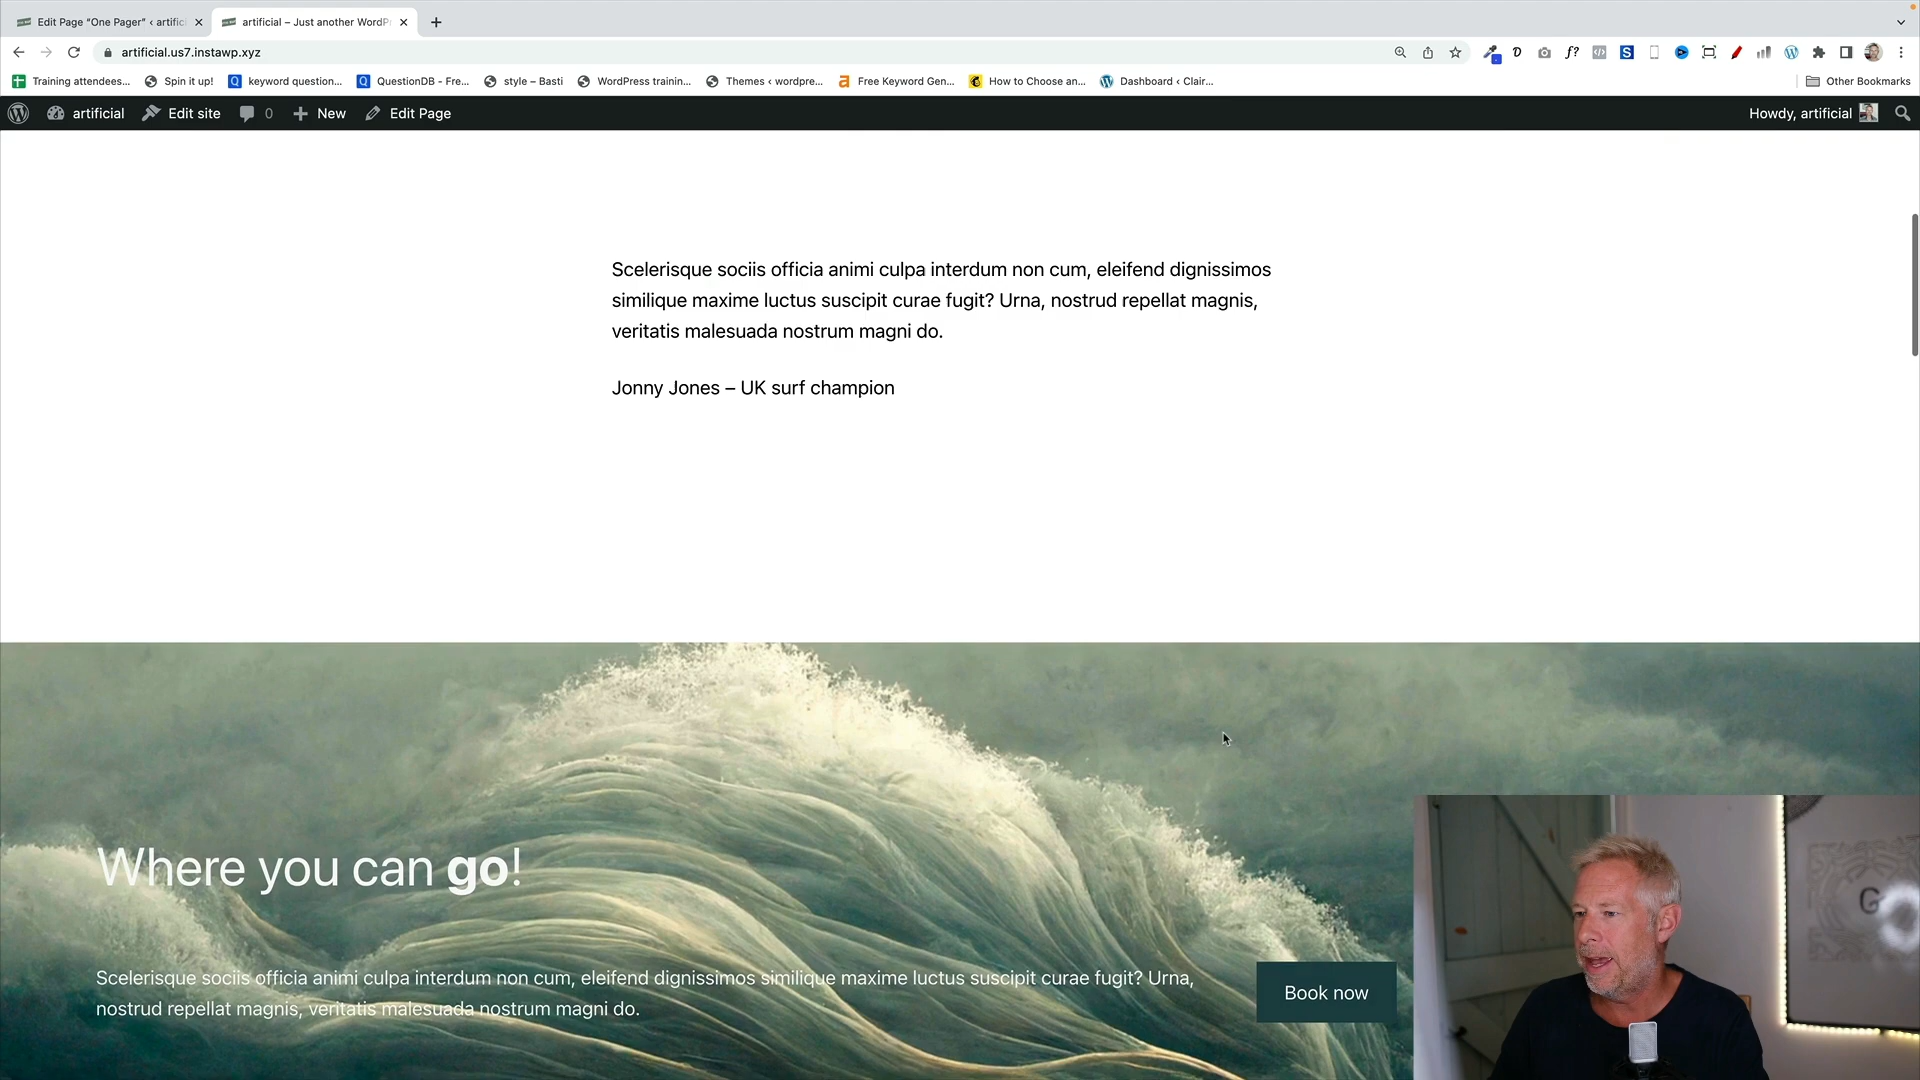 Edit Page “One Pager” ‹ artific
artificial – Just another WordP
artificial.us7.instawp.xyz
Training attendees...
Spin it up!
keyword question...
QuestionDB - Fre...
style – Basti
WordPress trainin...
Themes ‹ wordpre...
Free Keyword Gen...
How to Choose an...
Dashboard ‹ Clair...
Other Bookmarks
artificial
Edit site
0
New
Edit Page
Howdy, artificial
Scelerisque sociis officia animi culpa interdum non cum, eleifend dignissimos
similique maxime luctus suscipit curae fugit? Urna, nostrud repellat magnis,
veritatis malesuada nostrum magni do.
Jonny Jones – UK surf champion
Where you can go!
Scelerisque sociis officia animi culpa interdum non cum, eleifend dignissimos similique maxime luctus suscipit curae fugit? Urna,
nostrud repellat magnis, veritatis malesuada nostrum magni do.
Book now